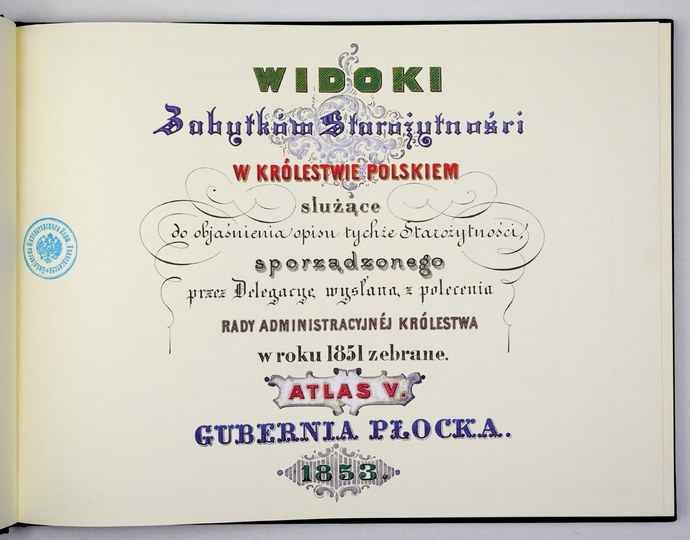 WIDOKI
Zabytków Starożytności
W KRÓLESTWIE POLSKIEM
służące
do objaśnienia opisu tychże Starożytności,
sporządzonego
przez Delegacye, wysłaną, z polecenia
RADY ADMINISTRACYJNÉJ KRÓLESTWA
w roku 1851 zebrane.
ATLAS V.
GUBERNIA PŁOCKA.
1853.